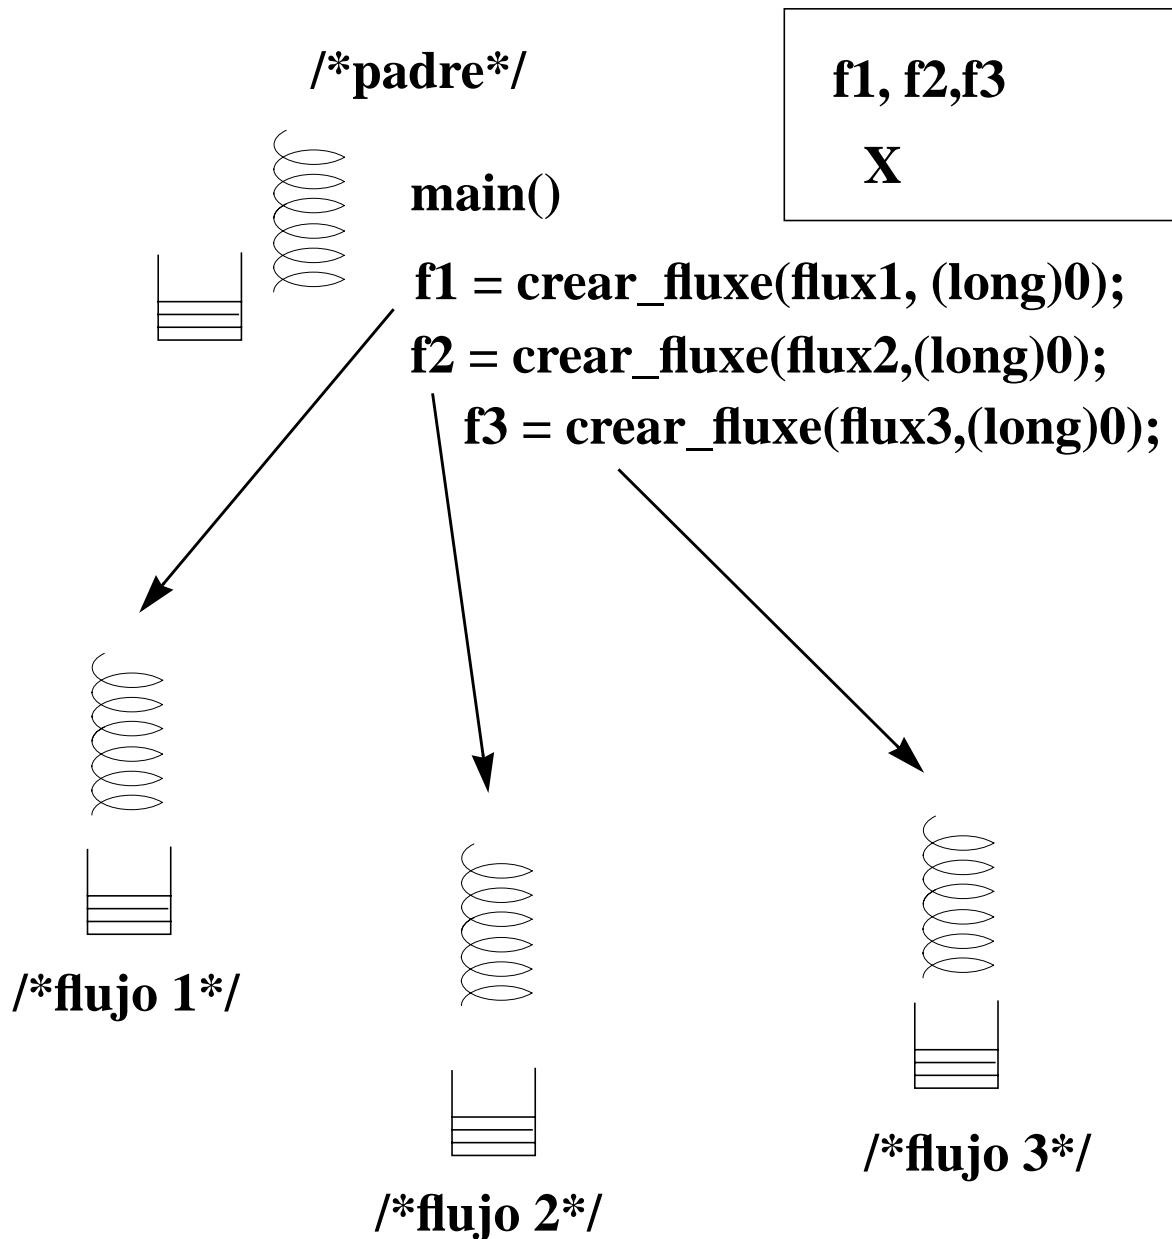 /*padre*/
f1, f2,f3
X
main()
f1 = crear_fluxe(flux1, (long)0);
f2 = crear_fluxe(flux2,(long)0);
f3 = crear_fluxe(flux3,(long)0);
/*flujo 1*/
/*flujo 2*/
/*flujo 3*/